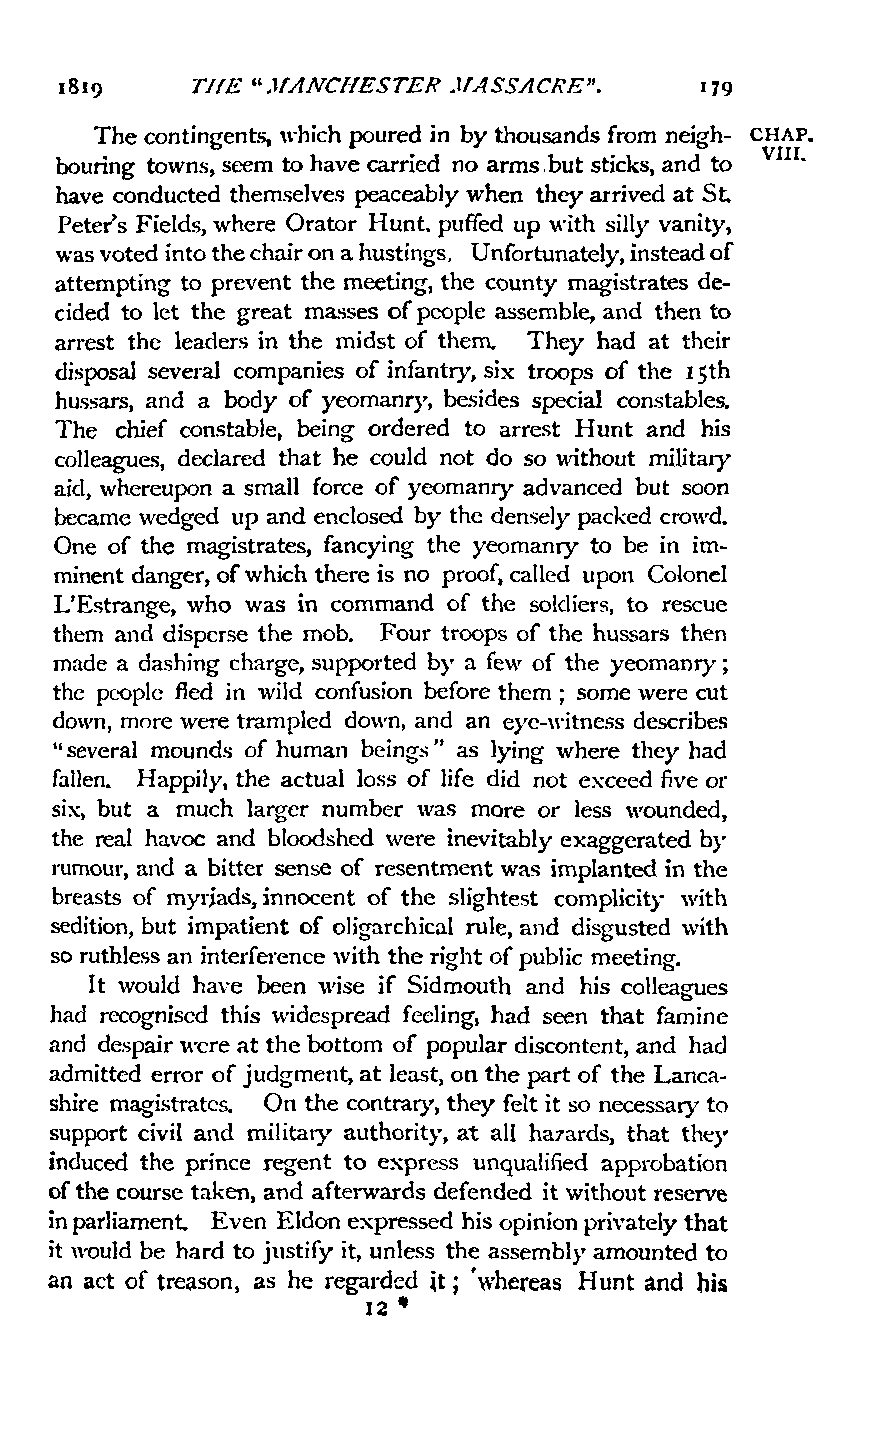 1819 THE "MANCHESTER MASSACRE". 179
The contingents, which poured in by thousands from neigh- CHAP. VIII.
bouring towns, seem to have carried no arms but sticks, and to
have conducted themselves peaceably when they arrived at St.
Peter's Fields, where Orator Hunt, puffed up with silly vanity,
was voted into the chair on a hustings. Unfortunately, instead of
attempting to prevent the meeting, the county magistrates de-
cided to let the great masses of people assemble, and then to
arrest the leaders in the midst of them. They had at their
disposal several companies of infantry, six troops of the 15th
hussars, and a body of yeomanry, besides special constables.
The chief constable, being ordered to arrest Hunt and his
colleagues, declared that he could not do so without military
aid, whereupon a small force of yeomanry advanced but soon
became wedged up and enclosed by the densely packed crowd.
One of the magistrates, fancying the yeomanry to be in im-
minent danger, of which there is no proof, called upon Colonel
L'Estrange, who was in command of the soldiers, to rescue
them and disperse the mob. Four troops of the hussars then
made a dashing charge, supported by a few of the yeomanry;
the people fled in wild confusion before them; some were cut
down, more were trampled down, and an eye-witness describes
"several mounds of human beings" as lying where they had
fallen. Happily, the actual loss of life did not exceed five or
six, but a much larger number was more or less wounded,
the real havoc and bloodshed were inevitably exaggerated by
rumour, and a bitter sense of resentment was implanted in the
breasts of myriads, innocent of the slightest complicity with
sedition, but impatient of oligarchical rule, and disgusted with
so ruthless an interference with the right of public meeting.
It would have been wise if Sidmouth and his colleagues
had recognised this widespread feeling, had seen that famine
and despair were at the bottom of popular discontent, and had
admitted error of judgment, at least, on the part of the Lanca-
shire magistrates. On the contrary, they felt it so necessary to
support civil and military authority, at all hazards, that they
induced the prince regent to express unqualified approbation
of the course taken, and afterwards defended it without reserve
in parliament. Even Eldon expressed his opinion privately that
it would be hard to justify it, unless the assembly amounted to
an act of treason, as he regarded it; whereas Hunt and his
12 *